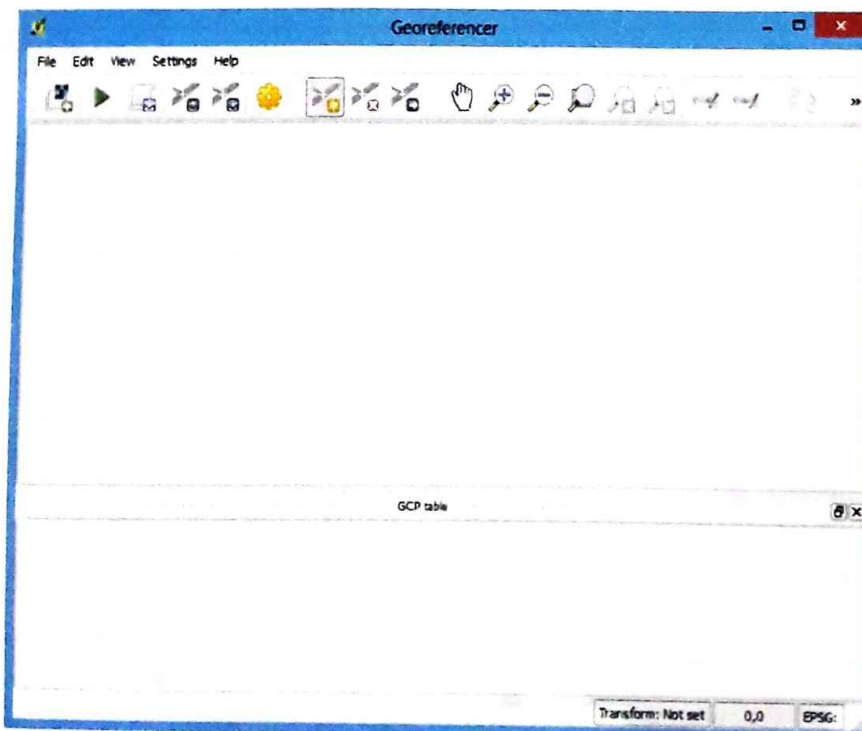 Georeferencer
File Edit View Settings Help
GCP table
Transform: Not set 0,0 EPSG: